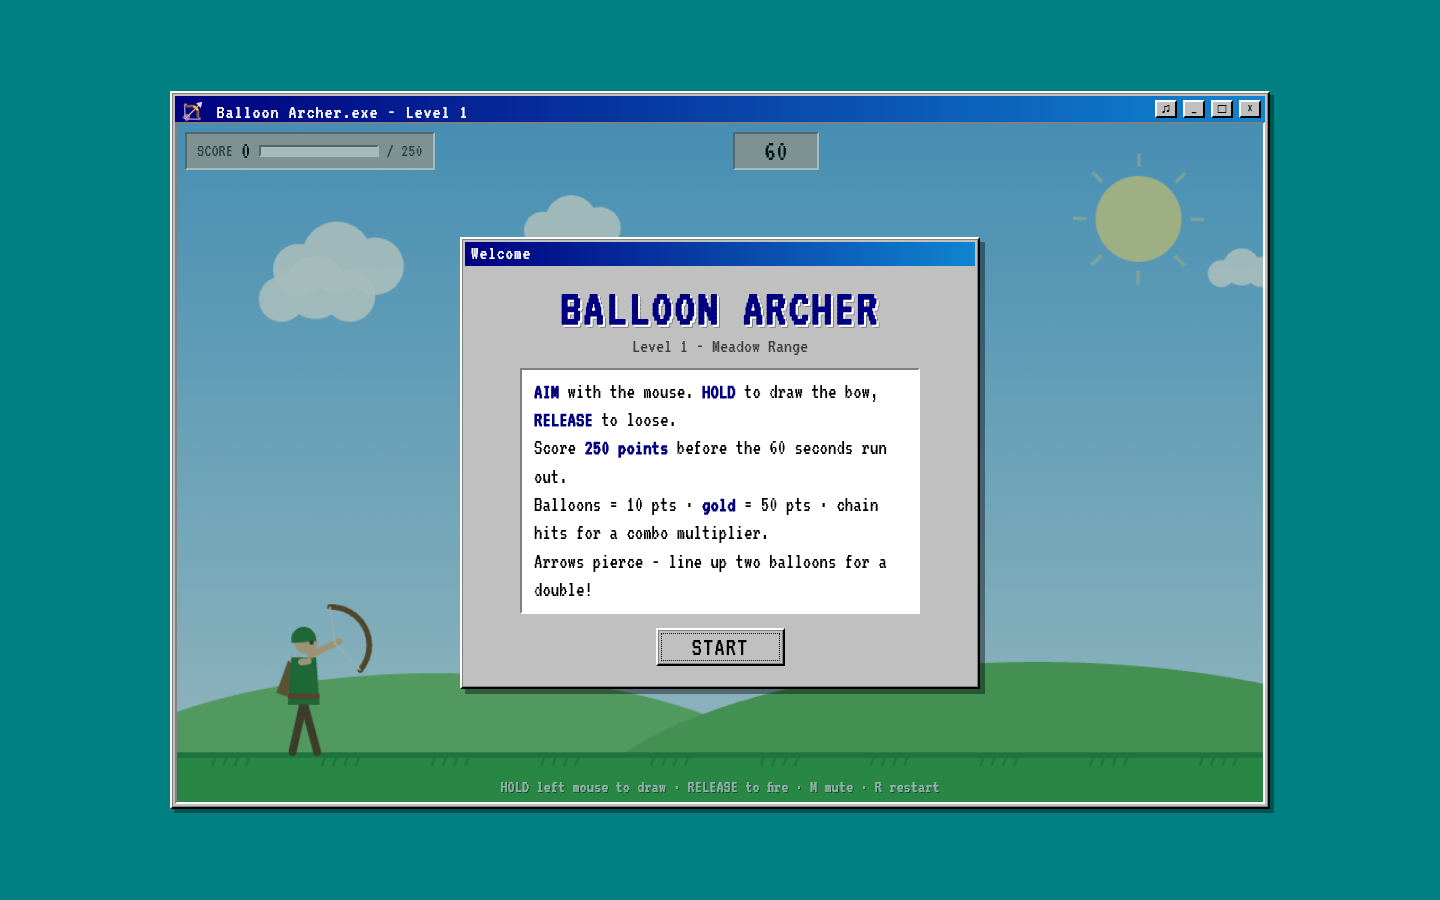 Balloon Archer.exe - Level 1
SCORE 0 / 250
60
Welcome
BALLOON ARCHER
Level 1 - Meadow Range
AIM with the mouse. HOLD to draw the bow,
RELEASE to loose.
Score 250 points before the 60 seconds run
out.
Balloons = 10 pts · gold = 50 pts · chain
hits for a combo multiplier.
Arrows pierce - line up two balloons for a
double!
START
HOLD left mouse to draw · RELEASE to fire · M mute · R restart